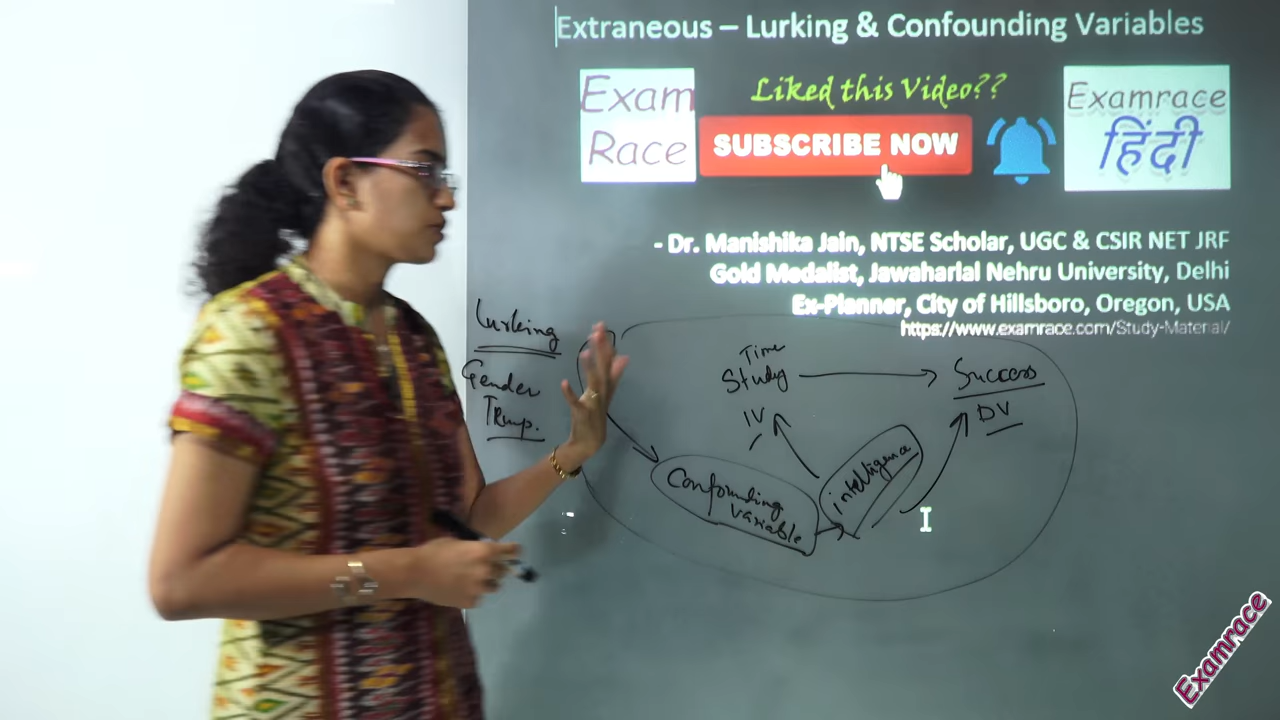 Extraneous – Lurking & Confounding Variables
Exam
Race
Liked this Video??
SUBSCRIBE NOW
Examrace
हिंदी
- Dr. Manishika Jain, NTSE Scholar, UGC & CSIR NET JRF
Gold Medalist, Jawaharlal Nehru University, Delhi
Ex-Planner, City of Hillsboro, Oregon, USA
https://www.examrace.com/Study-Material/
Lurking
Gender
Temp.
Time
Study
IV
Success
DV
Confounding
variable
intelligence
Examrace